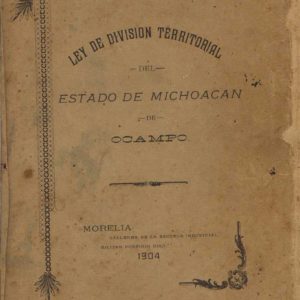 LEY DE DIVISION TERRITORIAL
DEL
ESTADO DE MICHOACAN
DE
OCAMPO.
MORELIA
TALLERES DE LA ESCUELA INDUSTRIAL
MILITAR PORFIRIO DIAZ
1904